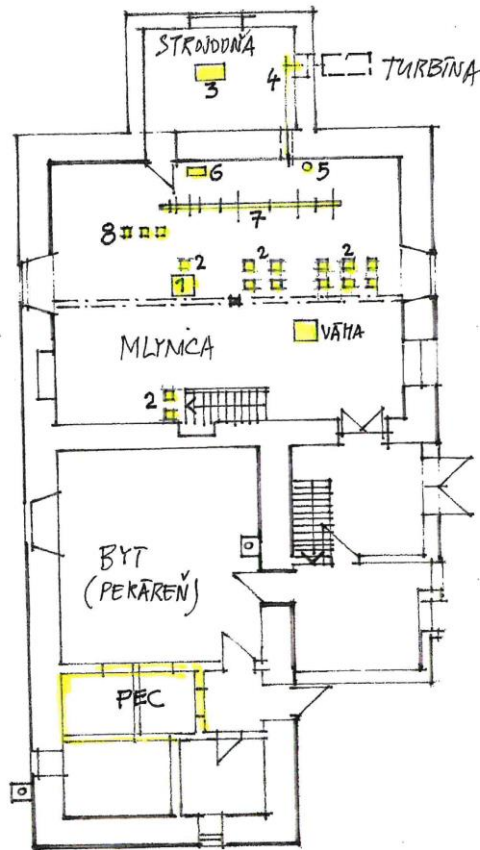 STROJOVŇA
3
4
TURBÍNA
6
5
7
8
2
2
2
1
MLYNICA
VÁHA
2
BYT
(PEKÁREŇ)
PEC